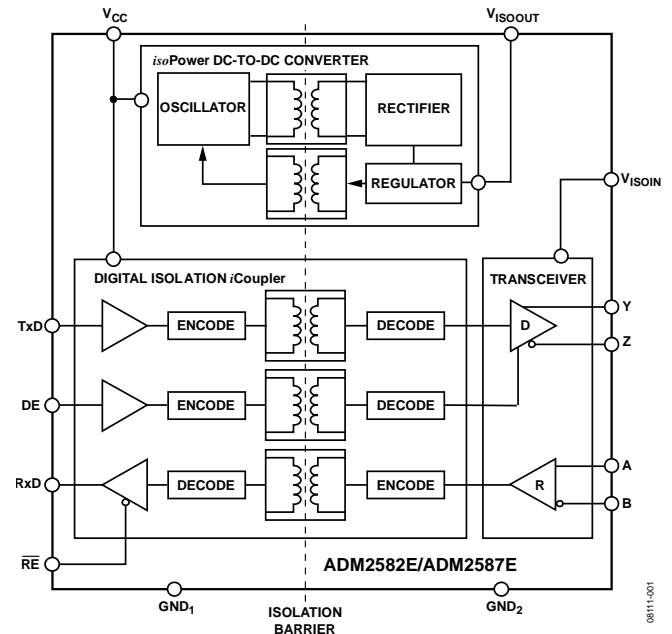 VCC
VISOOUT
isoPower DC-TO-DC CONVERTER
OSCILLATOR
RECTIFIER
REGULATOR
VISOIN
DIGITAL ISOLATION iCoupler
TRANSCEIVER
TxD
ENCODE
DECODE
D
Y
Z
DE
ENCODE
DECODE
RxD
DECODE
ENCODE
R
A
B
RE
ADM2582E/ADM2587E
GND1
ISOLATION
BARRIER
GND2
08111-001